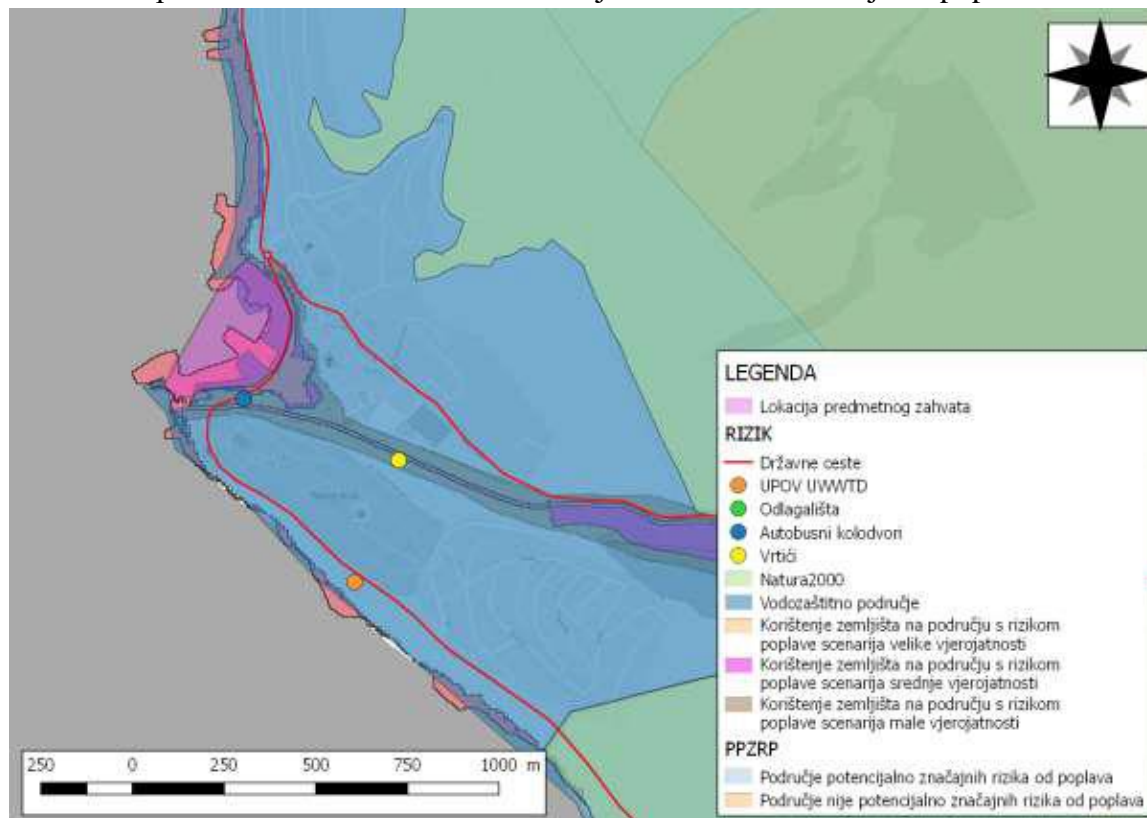 LEGENDA
Lokacija predmetnog zahvata
RIZIK
Državne ceste
UPOV UWWTD
Odlagališta
Autobusni kolodvori
Vrtići
Natura2000
Vodozaštitno područje
Korištenje zemljišta na području s rizikom
poplave scenarija velike vjerojatnosti
Korištenje zemljišta na području s rizikom
poplave scenarija srednje vjerojatnosti
Korištenje zemljišta na području s rizikom
poplave scenarija male vjerojatnosti
PPZRP
Područje potencijalno značajnih rizika od poplava
Područje nije potencijalno značajnih rizika od poplava
250 0 250 500 750 1000 m